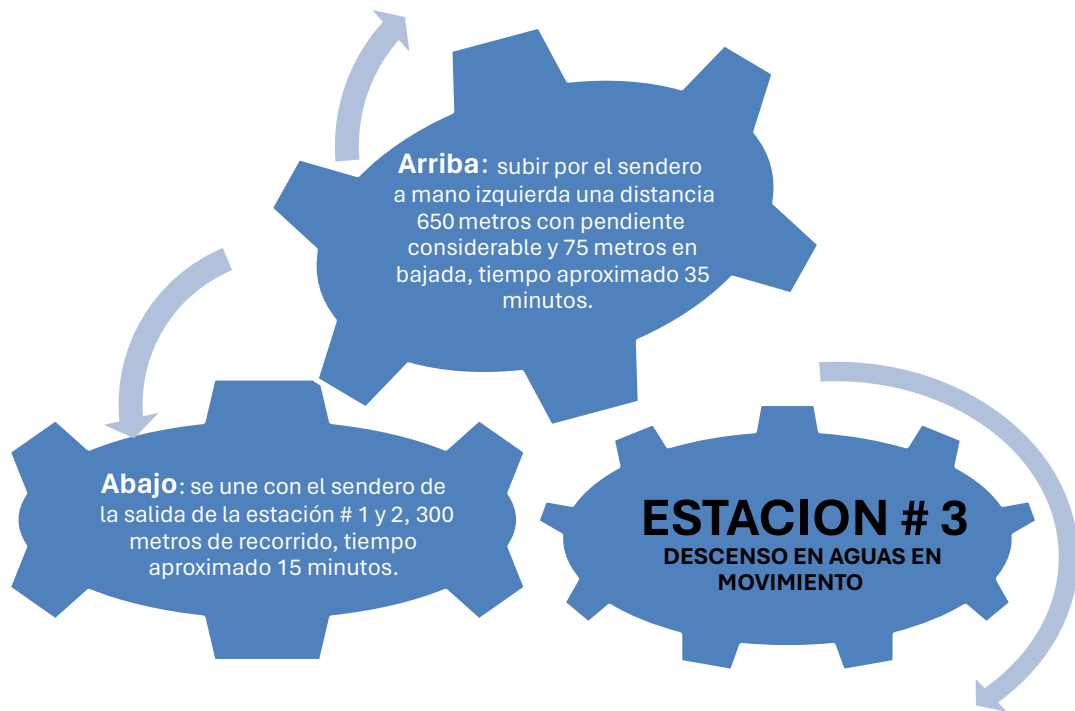 Arriba: subir por el sendero
a mano izquierda una distancia
650 metros con pendiente
considerable y 75 metros en
bajada, tiempo aproximado 35
minutos.
Abajo: se une con el sendero de
la salida de la estación # 1 y 2, 300
metros de recorrido, tiempo
aproximado 15 minutos.
ESTACION # 3
DESCENSO EN AGUAS EN
MOVIMIENTO